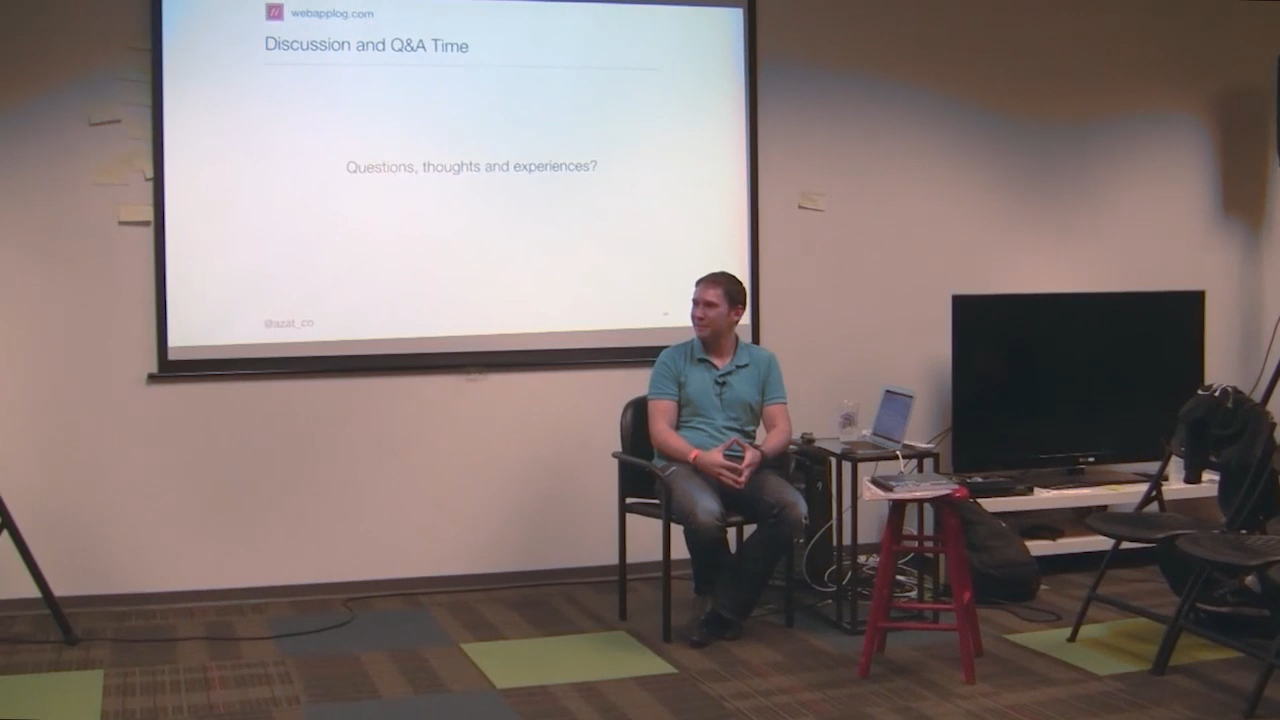 webapplog.com
Discussion and Q&A Time
Questions, thoughts and experiences?
@azat_co